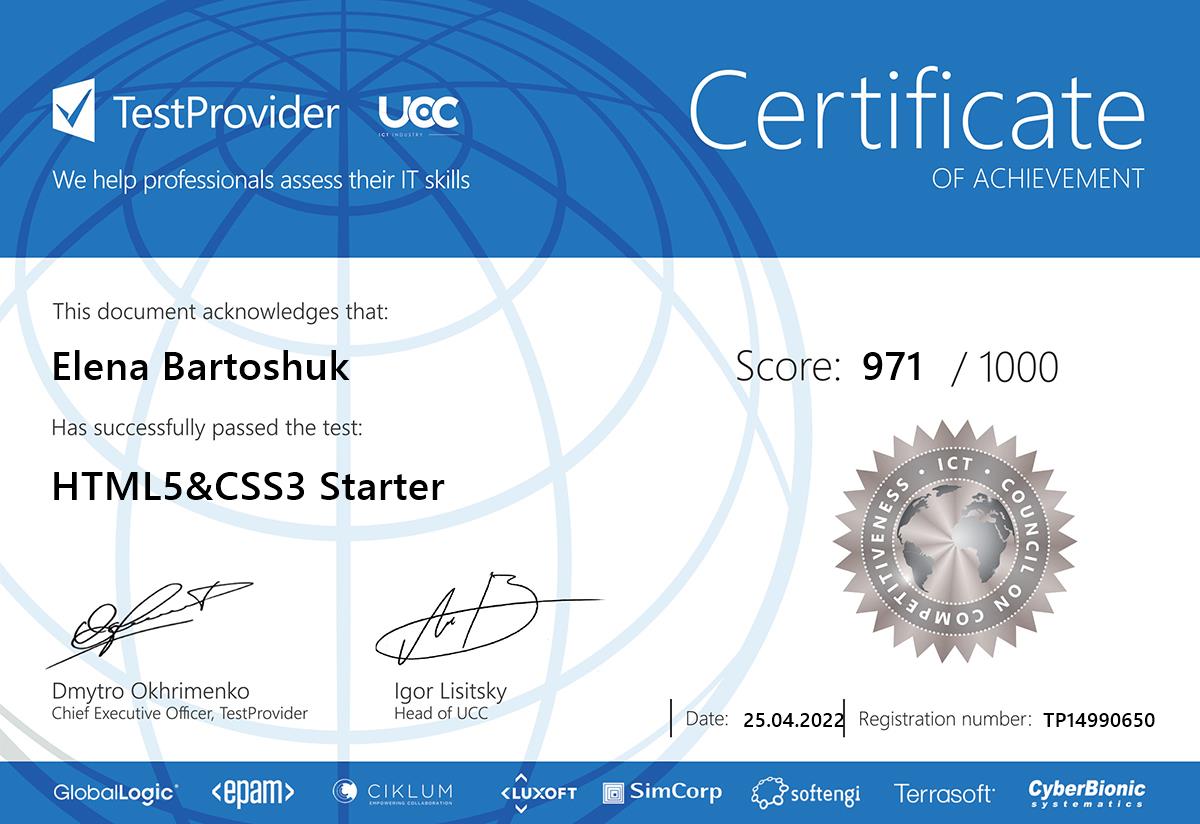 TestProvider
UCC
ICT INDUSTRY
We help professionals assess their IT skills
Certificate
OF ACHIEVEMENT
This document acknowledges that:
Elena Bartoshuk
Score: 971 / 1000
Has successfully passed the test:
HTML5&CSS3 Starter
ICT · COUNCIL ON COMPETITIVENESS ·
Dmytro Okhrimenko
Chief Executive Officer, TestProvider
Igor Lisitsky
Head of UCC
Date: 25.04.2022
Registration number: TP14990650
GlobalLogic
<epam>
CIKLUM
EMPOWERING COLLABORATION
<LUXOFT
SimCorp
softengi
Terrasoft
CyberBionic
systematics